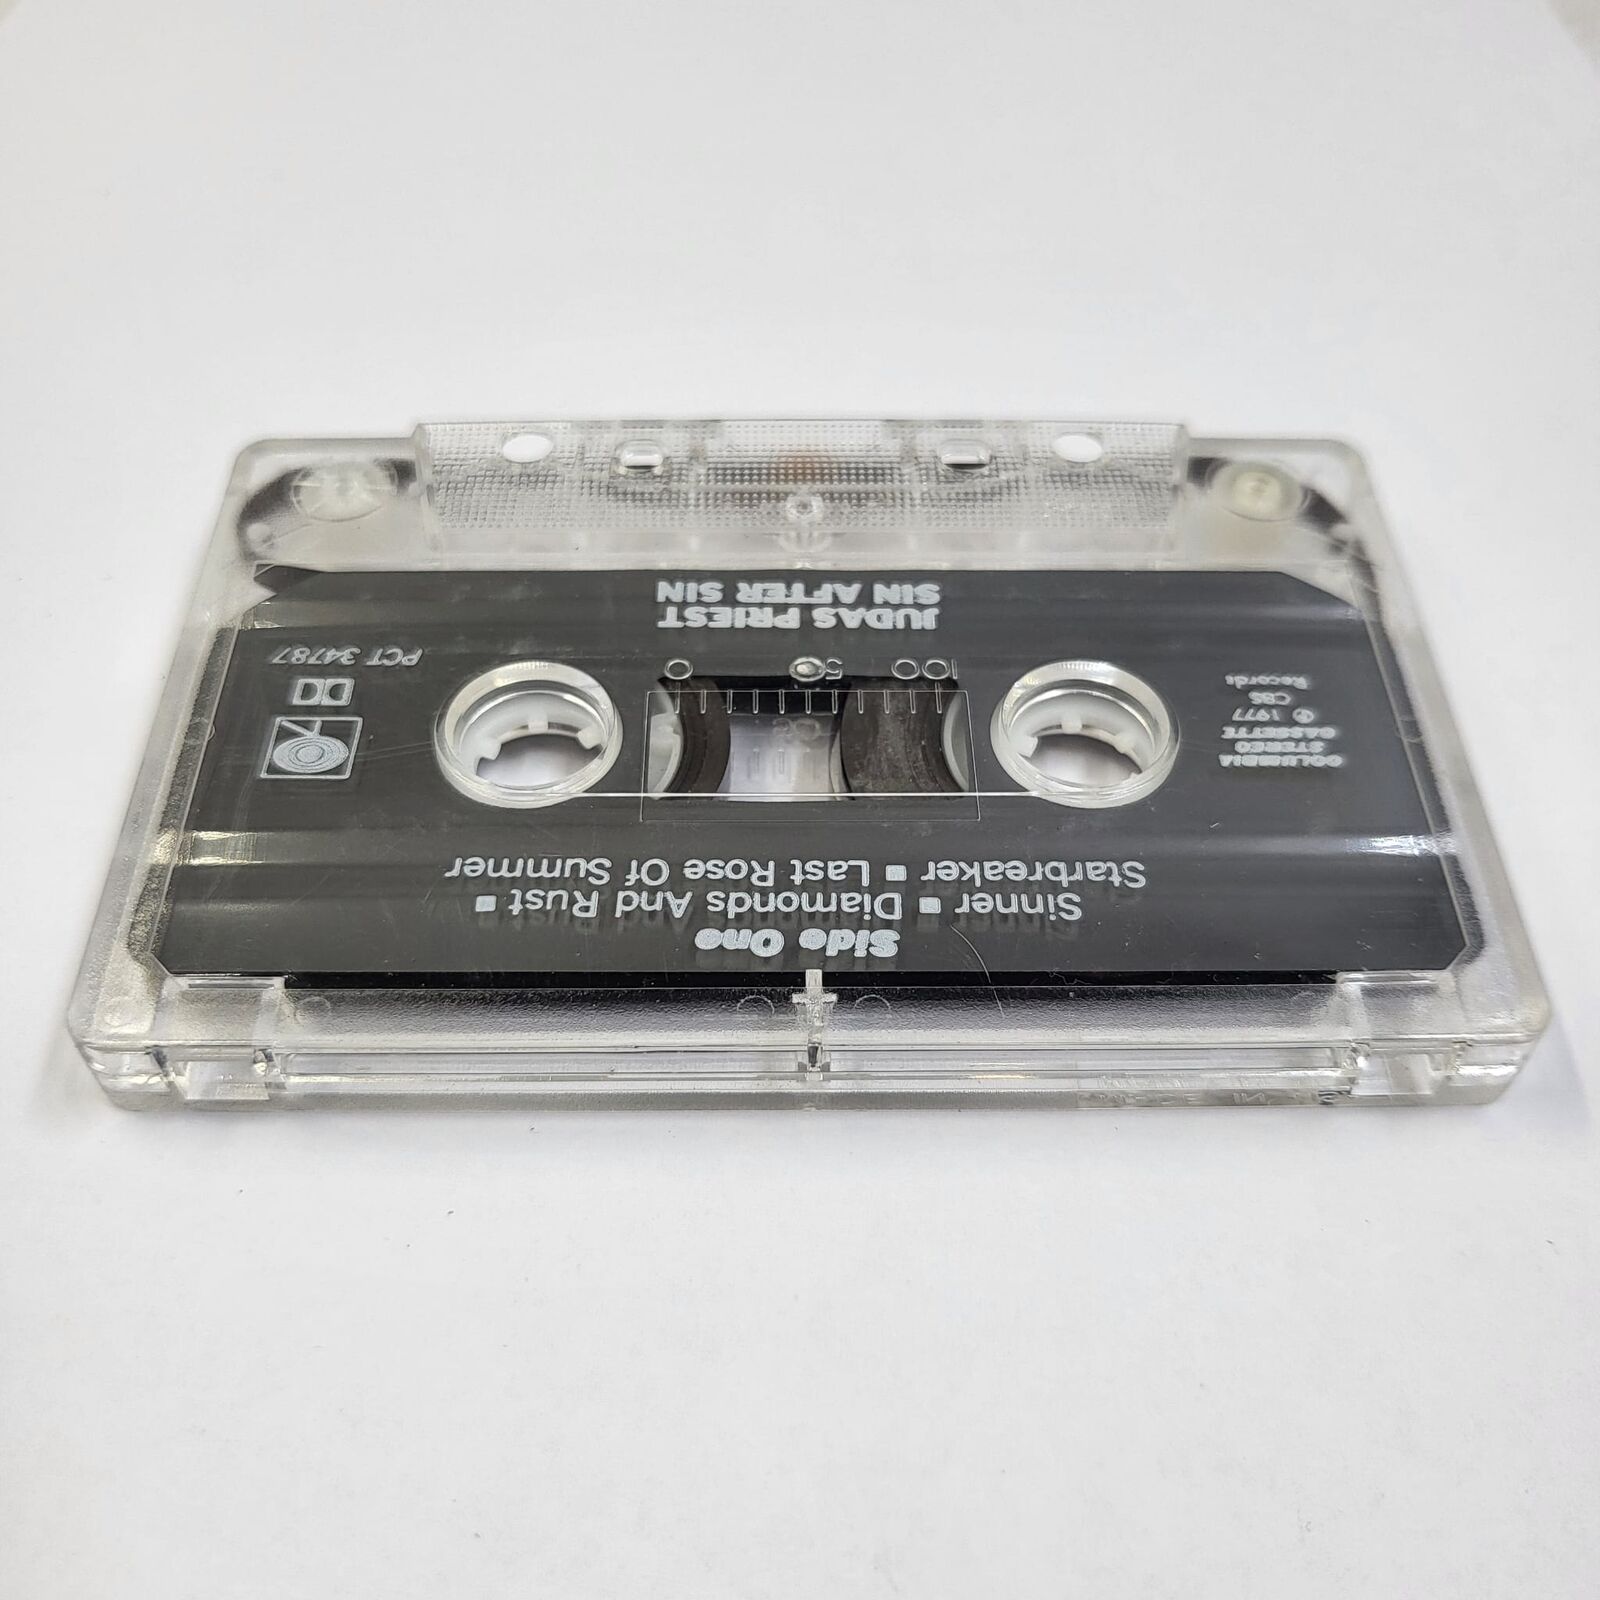 Side One
Sinner ▪ Diamonds And Rust ▪
Starbreaker ▪ Last Rose Of Summer
COLUMBIA
STEREO
CASSETTE
℗ 1977
CBS
Records
100 50 0
PCT 34787
JUDAS PRIEST
SIN AFTER SIN